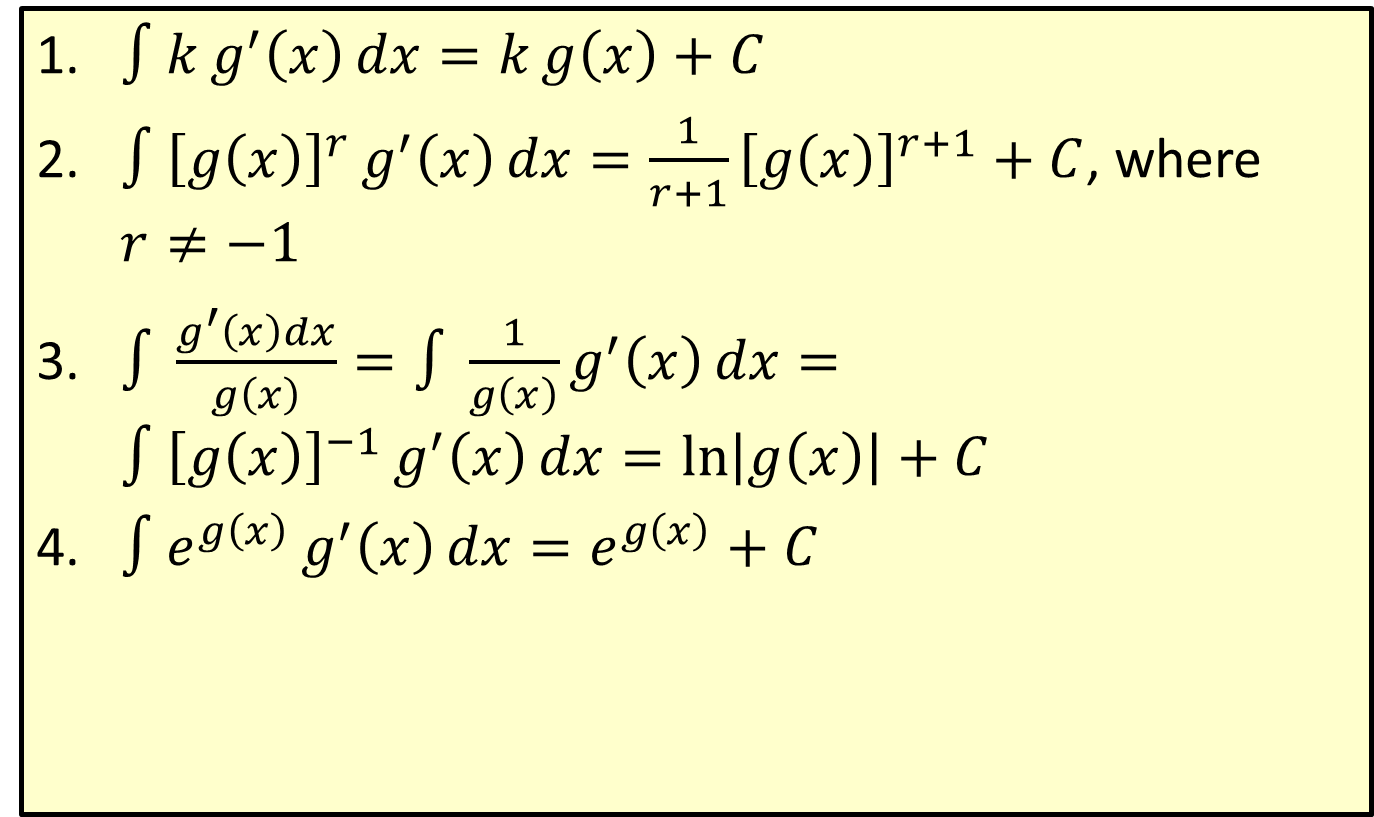 1. ∫ k g′(x) dx = k g(x) + C
2. ∫ [g(x)]^r g′(x) dx = 1/(r+1) [g(x)]^(r+1) + C, where
r ≠ −1
3. ∫ g′(x)dx/g(x) = ∫ 1/g(x) g′(x) dx =
∫ [g(x)]^−1 g′(x) dx = ln|g(x)| + C
4. ∫ e^g(x) g′(x) dx = e^g(x) + C